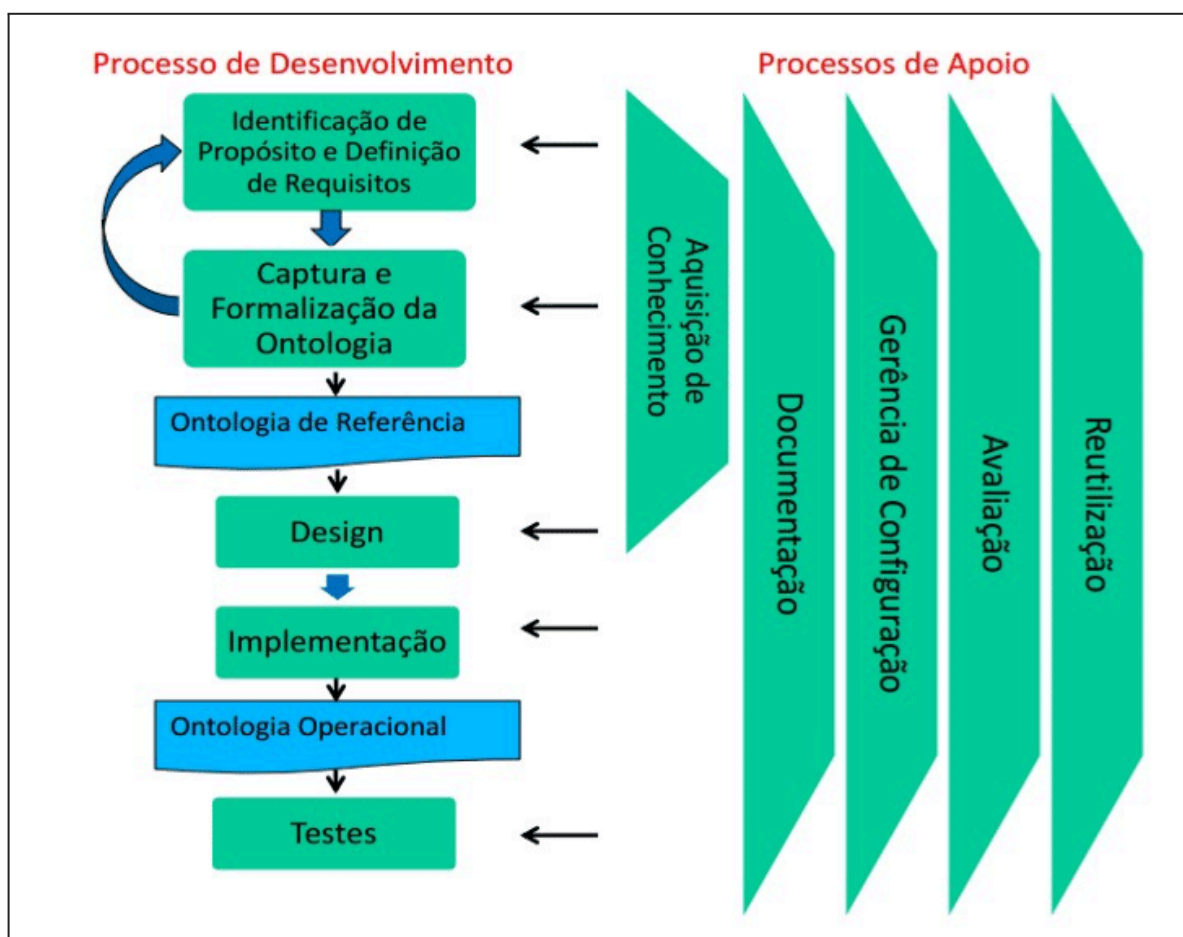 Processo de Desenvolvimento
Identificação de
Propósito e Definição
de Requisitos
Captura e
Formalização da
Ontologia
Ontologia de Referência
Design
Implementação
Ontologia Operacional
Testes
Processos de Apoio
Aquisição de
Conhecimento
Documentação
Gerência de Configuração
Avaliação
Reutilização